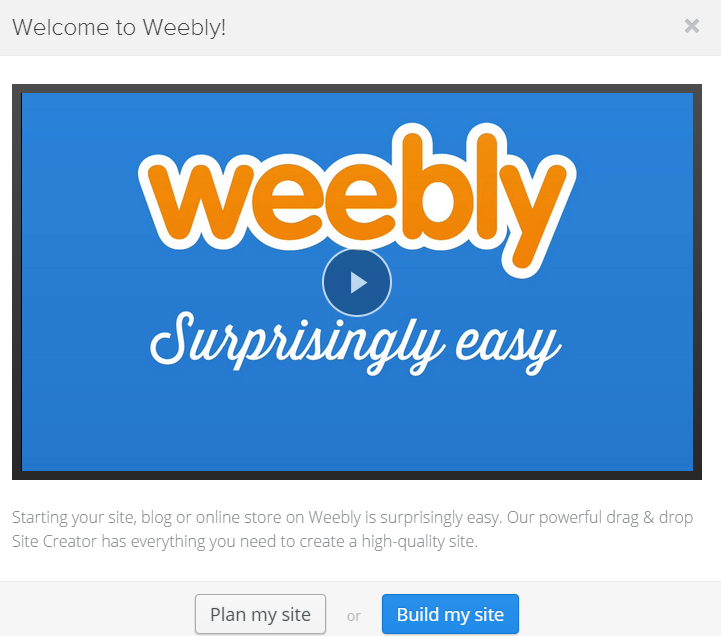 Welcome to Weebly!
weebly
Surprisingly easy
Starting your site, blog or online store on Weebly is surprisingly easy. Our powerful drag & drop
Site Creator has everything you need to create a high-quality site.
Plan my site or Build my site